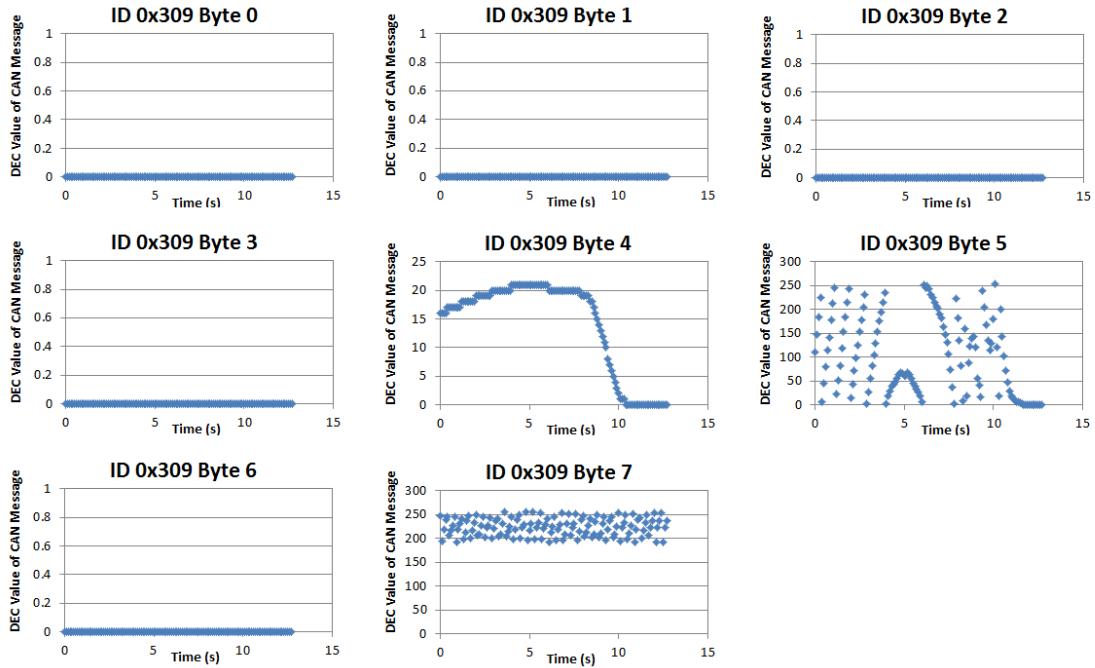 ID 0x309 Byte 0
DEC Value of CAN Message
1
0.8
0.6
0.4
0.2
0
0 5 10 15
Time (s)
ID 0x309 Byte 1
DEC Value of CAN Message
1
0.8
0.6
0.4
0.2
0
0 5 10 15
Time (s)
ID 0x309 Byte 2
DEC Value of CAN Message
1
0.8
0.6
0.4
0.2
0
0 5 10 15
Time (s)
ID 0x309 Byte 3
DEC Value of CAN Message
1
0.8
0.6
0.4
0.2
0
0 5 10 15
Time (s)
ID 0x309 Byte 4
DEC Value of CAN Message
25
20
15
10
5
0
0 5 10 15
Time (s)
ID 0x309 Byte 5
DEC Value of CAN Message
300
250
200
150
100
50
0
0 5 10 15
Time (s)
ID 0x309 Byte 6
DEC Value of CAN Message
1
0.8
0.6
0.4
0.2
0
0 5 10 15
Time (s)
ID 0x309 Byte 7
DEC Value of CAN Message
300
250
200
150
100
50
0
0 5 10 15
Time (s)